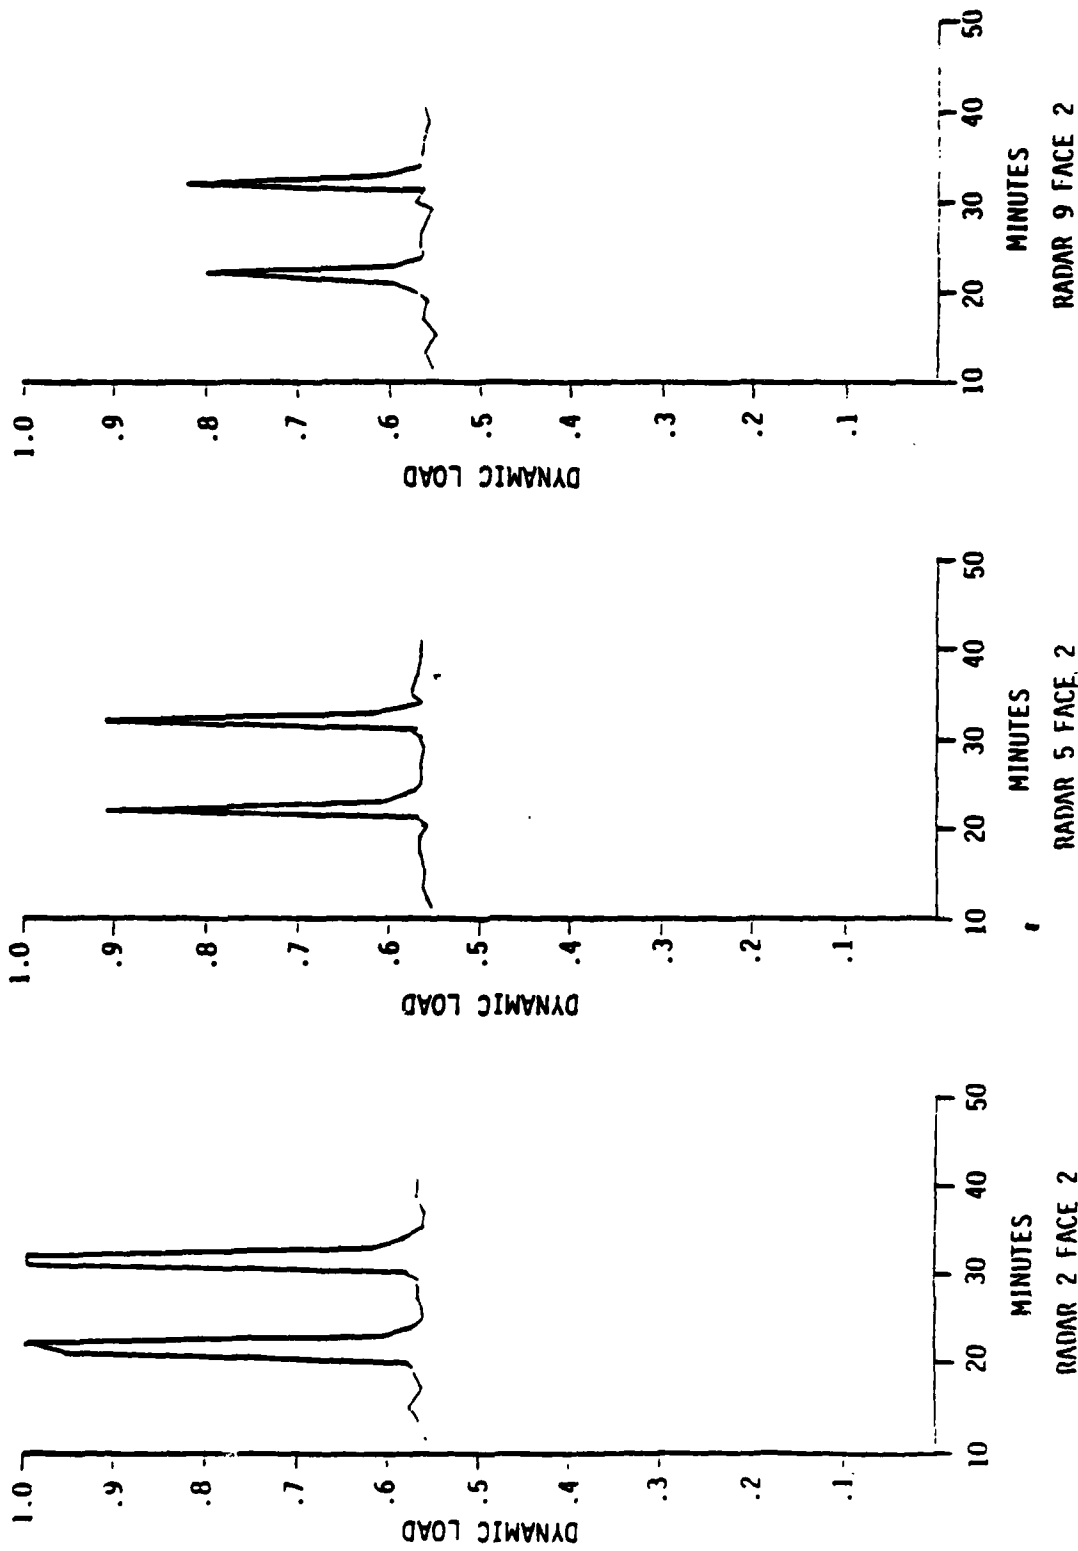 1.0
.9
.8
.7
.6
.5
.4
.3
.2
.1
DYNAMIC LOAD
10 20 30 40 50
MINUTES
RADAR 2 FACE 2
1.0
.9
.8
.7
.6
.5
.4
.3
.2
.1
DYNAMIC LOAD
10 20 30 40 50
MINUTES
RADAR 5 FACE 2
1.0
.9
.8
.7
.6
.5
.4
.3
.2
.1
DYNAMIC LOAD
10 20 30 40 50
MINUTES
RADAR 9 FACE 2